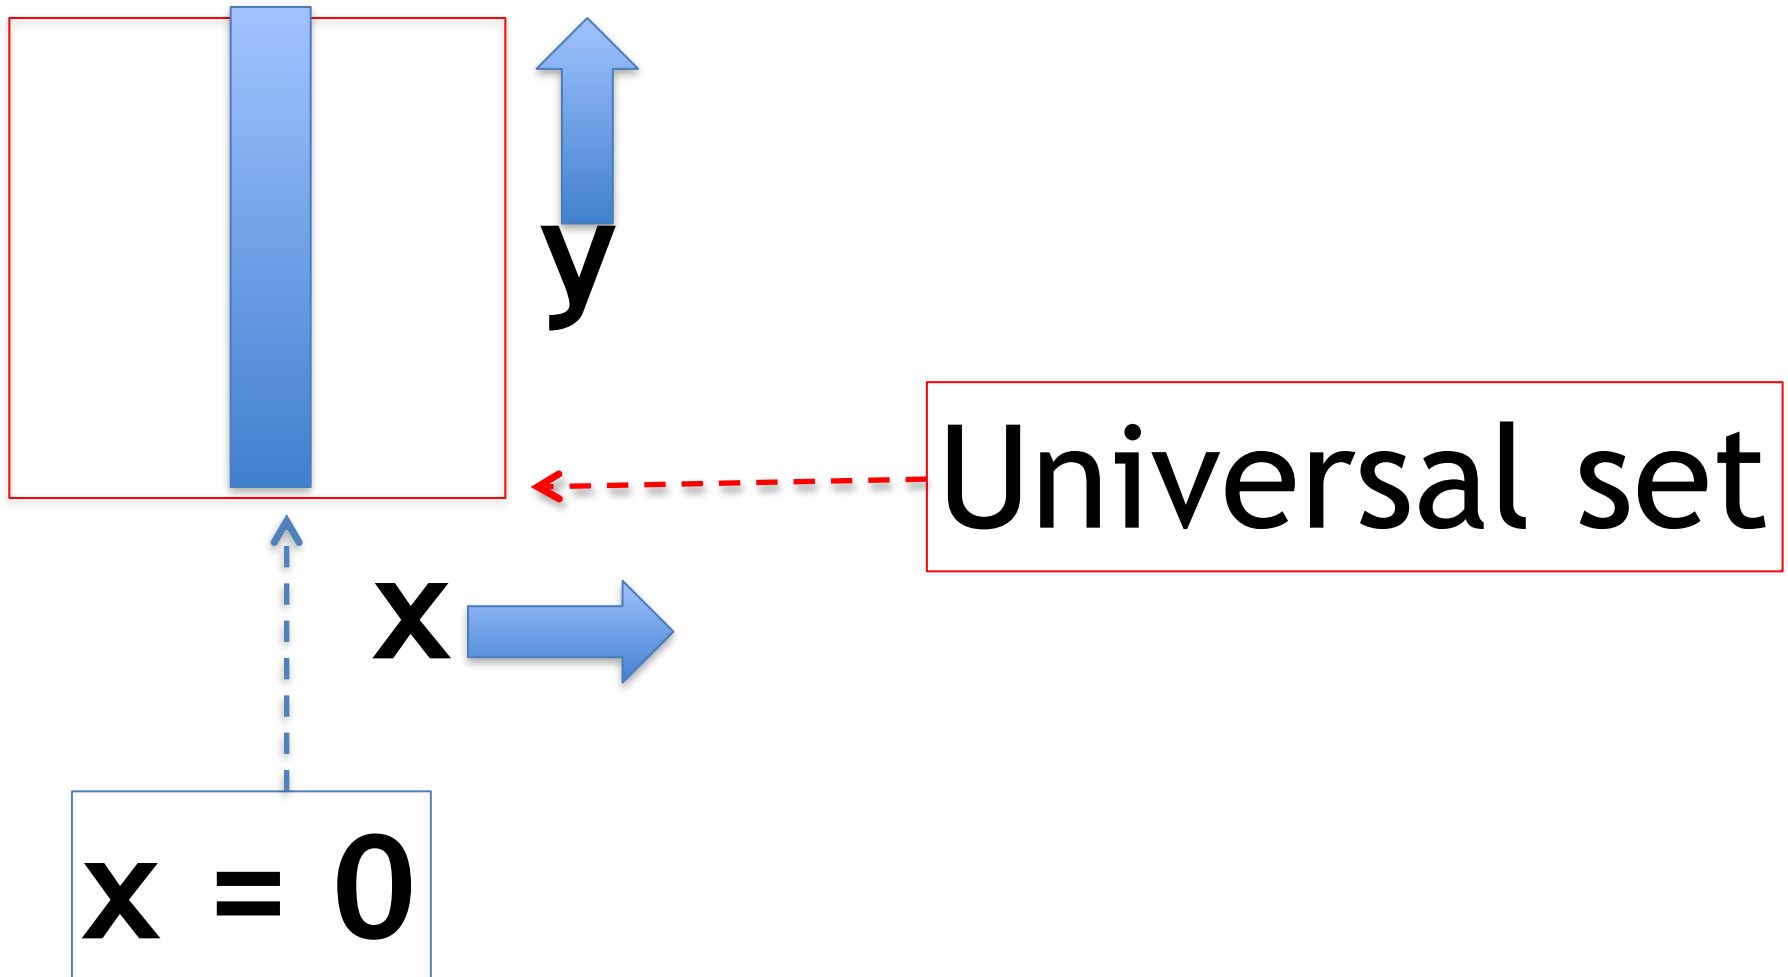 y
Universal set
x
x = 0